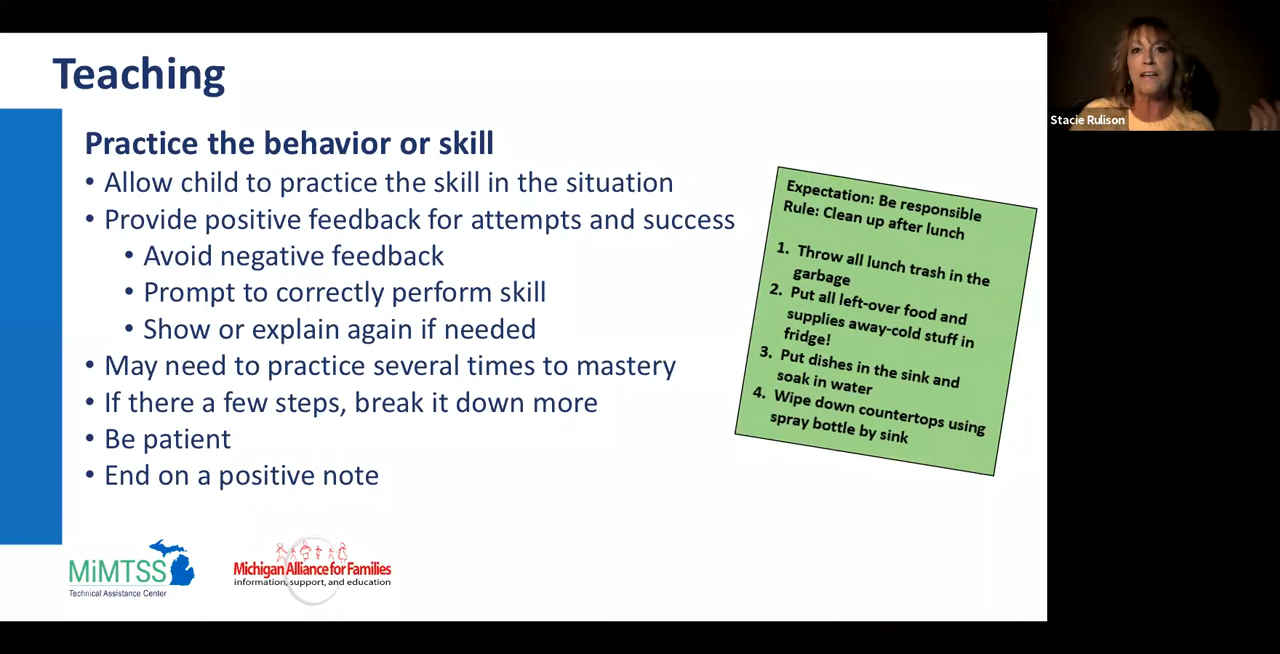 Teaching
Practice the behavior or skill
• Allow child to practice the skill in the situation
• Provide positive feedback for attempts and success
• Avoid negative feedback
• Prompt to correctly perform skill
• Show or explain again if needed
• May need to practice several times to mastery
• If there a few steps, break it down more
• Be patient
• End on a positive note
Expectation: Be responsible
Rule: Clean up after lunch
1. Throw all lunch trash in the
garbage
2. Put all left-over food and
supplies away-cold stuff in
fridge!
3. Put dishes in the sink and
soak in water
4. Wipe down countertops using
spray bottle by sink
MiMTSS
Technical Assistance Center
Michigan Alliance for Families
information, support, and education
Stacie Rulison